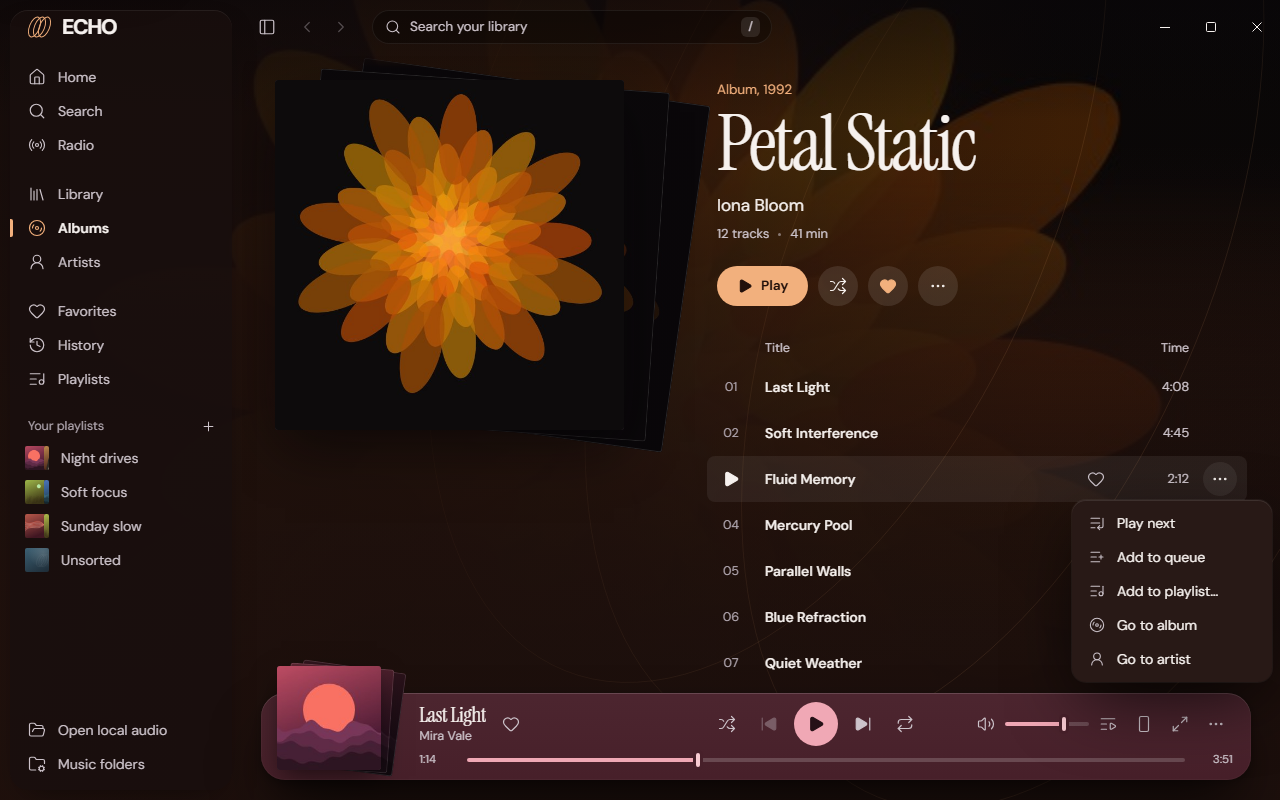 ECHO
Search your library
/
Home
Search
Radio
Library
Albums
Artists
Favorites
History
Playlists
Your playlists
Night drives
Soft focus
Sunday slow
Unsorted
Open local audio
Music folders
Album, 1992
Petal Static
Iona Bloom
12 tracks • 41 min
Play
Title Time
01 Last Light 4:08
02 Soft Interference 4:45
Fluid Memory 2:12
04 Mercury Pool
05 Parallel Walls
06 Blue Refraction
07 Quiet Weather
Play next
Add to queue
Add to playlist…
Go to album
Go to artist
Last Light
Mira Vale
1:14
3:51